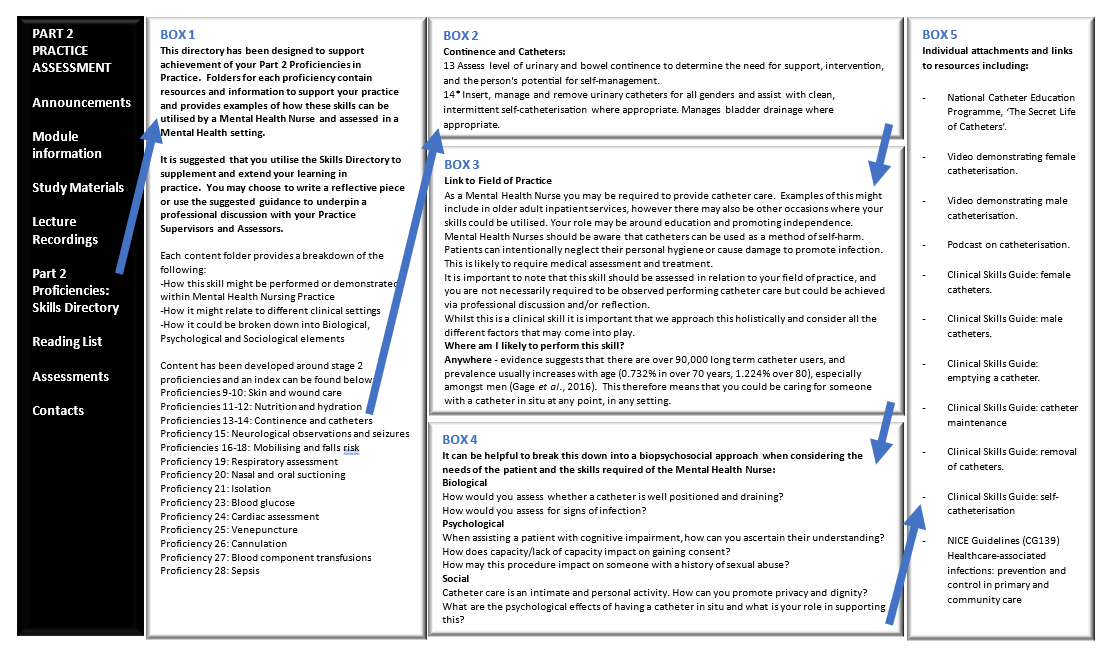 PART 2
PRACTICE
ASSESSMENT
Announcements
Module
information
Study Materials
Lecture
Recordings
Part 2
Proficiencies:
Skills Directory
Reading List
Assessments
Contacts
BOX 1
This directory has been designed to support
achievement of your Part 2 Proficiencies in
Practice. Folders for each proficiency contain
resources and information to support your practice
and provides examples of how these skills can be
utilised by a Mental Health Nurse and assessed in a
Mental Health setting.
It is suggested that you utilise the Skills Directory to
supplement and extend your learning in
practice. You may choose to write a reflective piece
or use the suggested guidance to underpin a
professional discussion with your Practice
Supervisors and Assessors.
Each content folder provides a breakdown of the
following:
-How this skill might be performed or demonstrated
within Mental Health Nursing Practice
-How it might relate to different clinical settings
-How it could be broken down into Biological,
Psychological and Sociological elements
Content has been developed around stage 2
proficiencies and an index can be found below:
Proficiencies 9-10: Skin and wound care
Proficiencies 11-12: Nutrition and hydration
Proficiencies 13-14: Continence and catheters
Proficiency 15: Neurological observations and seizures
Proficiencies 16-18: Mobilising and falls risk
Proficiency 19: Respiratory assessment
Proficiency 20: Nasal and oral suctioning
Proficiency 21: Isolation
Proficiency 23: Blood glucose
Proficiency 24: Cardiac assessment
Proficiency 25: Venepuncture
Proficiency 26: Cannulation
Proficiency 27: Blood component transfusions
Proficiency 28: Sepsis
BOX 2
Continence and Catheters:
13 Assess level of urinary and bowel continence to determine the need for support, intervention,
and the person's potential for self-management.
14* Insert, manage and remove urinary catheters for all genders and assist with clean,
intermittent self-catheterisation where appropriate. Manages bladder drainage where
appropriate.
BOX 3
Link to Field of Practice
As a Mental Health Nurse you may be required to provide catheter care. Examples of this might
include in older adult inpatient services, however there may also be other occasions where your
skills could be utilised. Your role may be around education and promoting independence.
Mental Health Nurses should be aware that catheters can be used as a method of self-harm.
Patients can intentionally neglect their personal hygiene or cause damage to promote infection.
This is likely to require medical assessment and treatment.
It is important to note that this skill should be assessed in relation to your field of practice, and
you are not necessarily required to be observed performing catheter care but could be achieved
via professional discussion and/or reflection.
Whilst this is a clinical skill it is important that we approach this holistically and consider all the
different factors that may come into play.
Where am I likely to perform this skill?
Anywhere - evidence suggests that there are over 90,000 long term catheter users, and
prevalence usually increases with age (0.732% in over 70 years, 1.224% over 80), especially
amongst men (Gage et al., 2016). This therefore means that you could be caring for someone
with a catheter in situ at any point, in any setting.
BOX 4
It can be helpful to break this down into a biopsychosocial approach when considering the
needs of the patient and the skills required of the Mental Health Nurse:
Biological
How would you assess whether a catheter is well positioned and draining?
How would you assess for signs of infection?
Psychological
When assisting a patient with cognitive impairment, how can you ascertain their understanding?
How does capacity/lack of capacity impact on gaining consent?
How may this procedure impact on someone with a history of sexual abuse?
Social
Catheter care is an intimate and personal activity. How can you promote privacy and dignity?
What are the psychological effects of having a catheter in situ and what is your role in supporting
this?
BOX 5
Individual attachments and links
to resources including:
- National Catheter Education
Programme, 'The Secret Life
of Catheters'.
- Video demonstrating female
catheterisation.
- Video demonstrating male
catheterisation.
- Podcast on catheterisation.
- Clinical Skills Guide: female
catheters.
- Clinical Skills Guide: male
catheters.
- Clinical Skills Guide:
emptying a catheter.
- Clinical Skills Guide: catheter
maintenance
- Clinical Skills Guide: removal
of catheters.
- Clinical Skills Guide: self-
catheterisation
- NICE Guidelines (CG139)
Healthcare-associated
infections: prevention and
control in primary and
community care